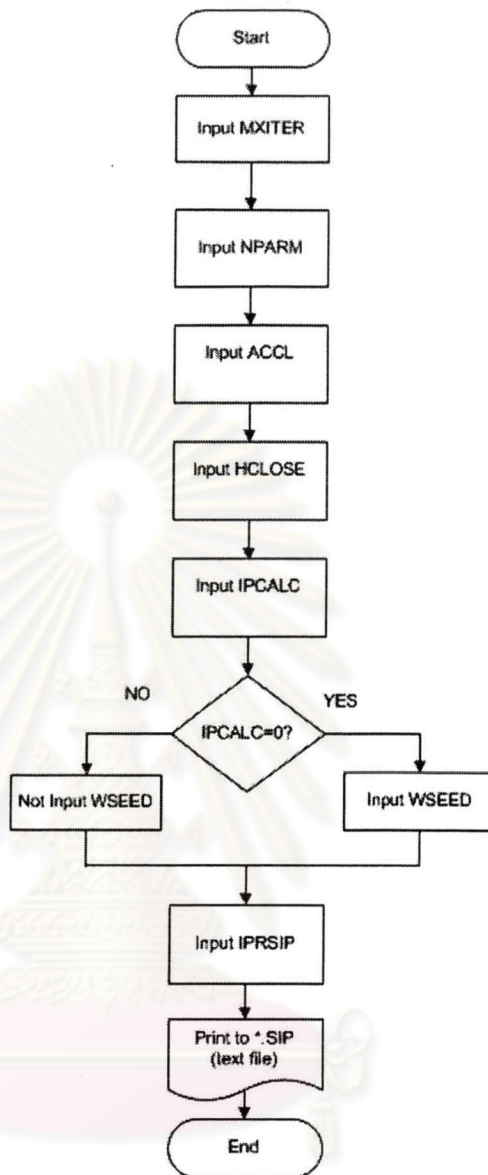 Start
Input MXITER
Input NPARM
Input ACCL
Input HCLOSE
Input IPCALC
NO
YES
IPCALC=0?
Not Input WSEED
Input WSEED
Input IPRSIP
Print to *.SIP
(text file)
End